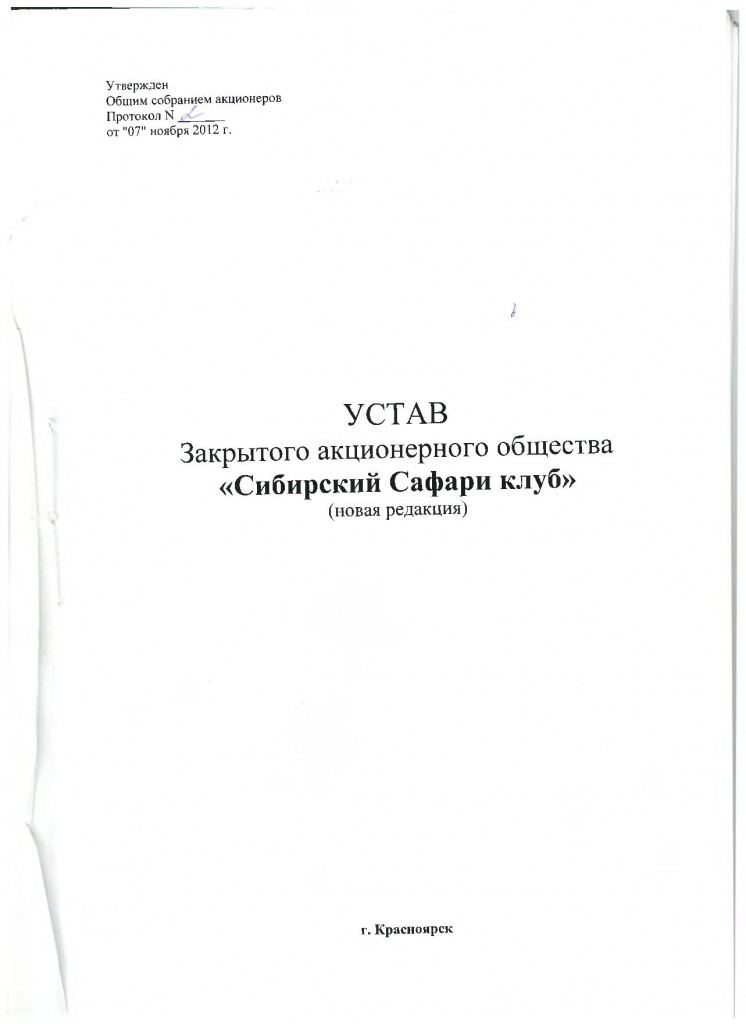 Утвержден
Общим собранием акционеров
Протокол N 2
от "07" ноября 2012 г.
УСТАВ
Закрытого акционерного общества
«Сибирский Сафари клуб»
(новая редакция)
г. Красноярск